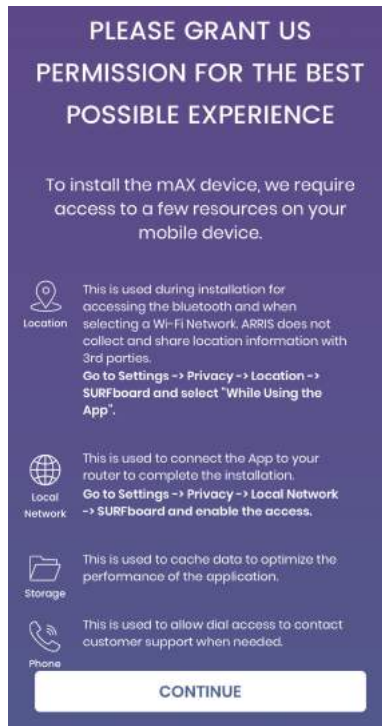 PLEASE GRANT US
PERMISSION FOR THE BEST
POSSIBLE EXPERIENCE
To install the mAX device, we require
access to a few resources on your
mobile device.
Location
This is used during installation for
accessing the bluetooth and when
selecting a Wi-Fi Network. ARRIS does not
collect and share location information with
3rd parties.
Go to Settings -> Privacy -> Location ->
SURFboard and select "While Using the
App".
Local
Network
This is used to connect the App to your
router to complete the installation.
Go to Settings -> Privacy -> Local Network
-> SURFboard and enable the access.
Storage
This is used to cache data to optimize the
performance of the application.
Phone
This is used to allow dial access to contact
customer support when needed.
CONTINUE